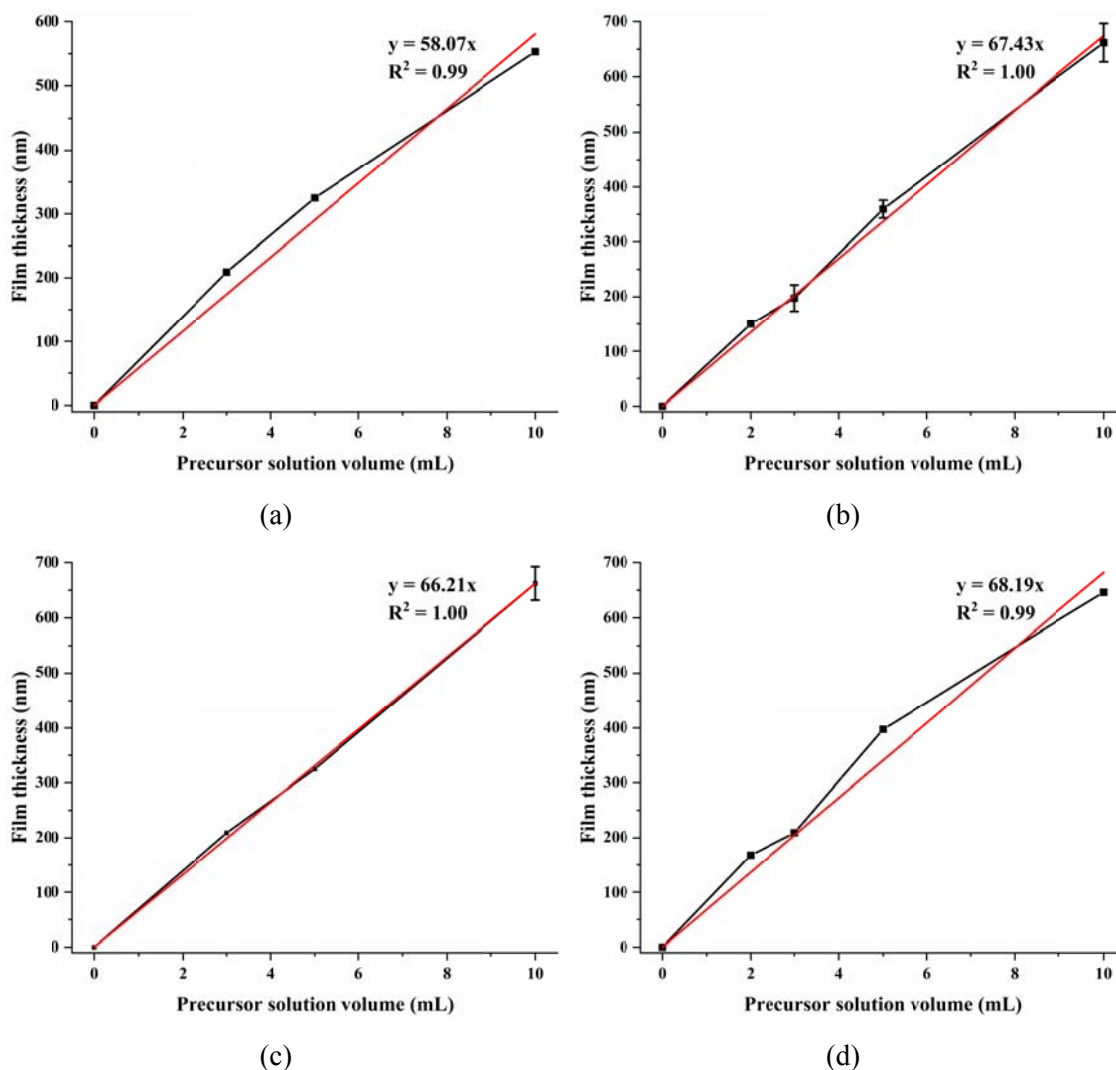 600
500
400
300
200
100
0
Film thickness (nm)
y = 58.07x
R² = 0.99
0 2 4 6 8 10
Precursor solution volume (mL)
(a)
700
600
500
400
300
200
100
0
Film thickness (nm)
y = 67.43x
R² = 1.00
0 2 4 6 8 10
Precursor solution volume (mL)
(b)
700
600
500
400
300
200
100
0
Film thickness (nm)
y = 66.21x
R² = 1.00
0 2 4 6 8 10
Precursor solution volume (mL)
(c)
700
600
500
400
300
200
100
0
Film thickness (nm)
y = 68.19x
R² = 0.99
0 2 4 6 8 10
Precursor solution volume (mL)
(d)